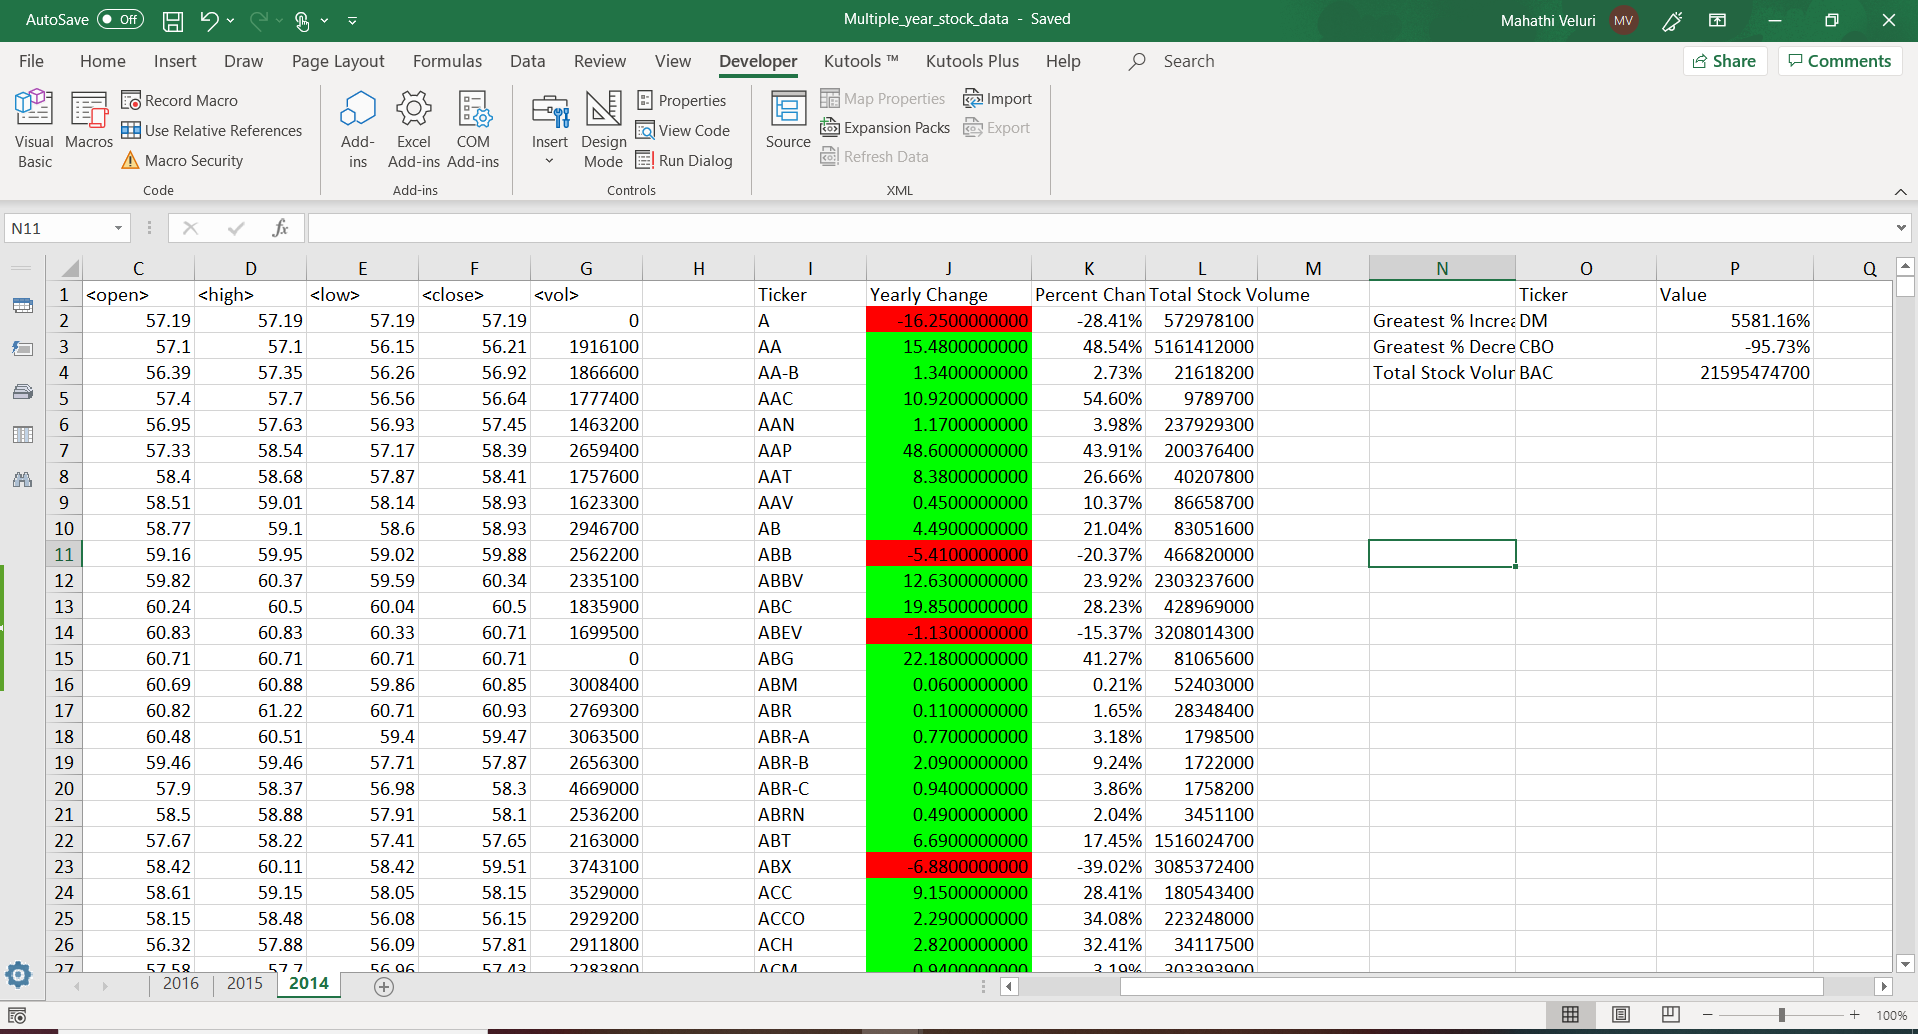 AutoSave Off Multiple_year_stock_data - Saved Mahathi Veluri MV
File Home Insert Draw Page Layout Formulas Data Review View Developer Kutools ™ Kutools Plus Help Search Share Comments
Visual Basic
Macros
Record Macro
Use Relative References
Macro Security
Code
Add-ins
Excel Add-ins
COM Add-ins
Add-ins
Insert
Design Mode
Properties
View Code
Run Dialog
Controls
Source
Map Properties
Expansion Packs
Refresh Data
Import
Export
XML
N11 fx
C D E F G H I J K L M N O P Q
1 <open> <high> <low> <close> <vol> Ticker Yearly Change Percent Chan Total Stock Volume Ticker Value
2 57.19 57.19 57.19 57.19 0 A -16.2500000000 -28.41% 572978100 Greatest % Increa DM 5581.16%
3 57.1 57.1 56.15 56.21 1916100 AA 15.4800000000 48.54% 5161412000 Greatest % Decre CBO -95.73%
4 56.39 57.35 56.26 56.92 1866600 AA-B 1.3400000000 2.73% 21618200 Total Stock Volur BAC 21595474700
5 57.4 57.7 56.56 56.64 1777400 AAC 10.9200000000 54.60% 9789700
6 56.95 57.63 56.93 57.45 1463200 AAN 1.1700000000 3.98% 237929300
7 57.33 58.54 57.17 58.39 2659400 AAP 48.6000000000 43.91% 200376400
8 58.4 58.68 57.87 58.41 1757600 AAT 8.3800000000 26.66% 40207800
9 58.51 59.01 58.14 58.93 1623300 AAV 0.4500000000 10.37% 86658700
10 58.77 59.1 58.6 58.93 2946700 AB 4.4900000000 21.04% 83051600
11 59.16 59.95 59.02 59.88 2562200 ABB -5.4100000000 -20.37% 466820000
12 59.82 60.37 59.59 60.34 2335100 ABBV 12.6300000000 23.92% 2303237600
13 60.24 60.5 60.04 60.5 1835900 ABC 19.8500000000 28.23% 428969000
14 60.83 60.83 60.33 60.71 1699500 ABEV -1.1300000000 -15.37% 3208014300
15 60.71 60.71 60.71 60.71 0 ABG 22.1800000000 41.27% 81065600
16 60.69 60.88 59.86 60.85 3008400 ABM 0.0600000000 0.21% 52403000
17 60.82 61.22 60.71 60.93 2769300 ABR 0.1100000000 1.65% 28348400
18 60.48 60.51 59.4 59.47 3063500 ABR-A 0.7700000000 3.18% 1798500
19 59.46 59.46 57.71 57.87 2656300 ABR-B 2.0900000000 9.24% 1722000
20 57.9 58.37 56.98 58.3 4669000 ABR-C 0.9400000000 3.86% 1758200
21 58.5 58.88 57.91 58.1 2536200 ABRN 0.4900000000 2.04% 3451100
22 57.67 58.22 57.41 57.65 2163000 ABT 6.6900000000 17.45% 1516024700
23 58.42 60.11 58.42 59.51 3743100 ABX -6.8800000000 -39.02% 3085372400
24 58.61 59.15 58.05 58.15 3529000 ACC 9.1500000000 28.41% 180543400
25 58.15 58.48 56.08 56.15 2929200 ACCO 2.2900000000 34.08% 223248000
26 56.32 57.88 56.09 57.81 2911800 ACH 2.8200000000 32.41% 34117500
27 57.58 57.7 56.96 57.43 2283800 ACM 0.9400000000 3.19% 303393900
2016 2015 2014
100%